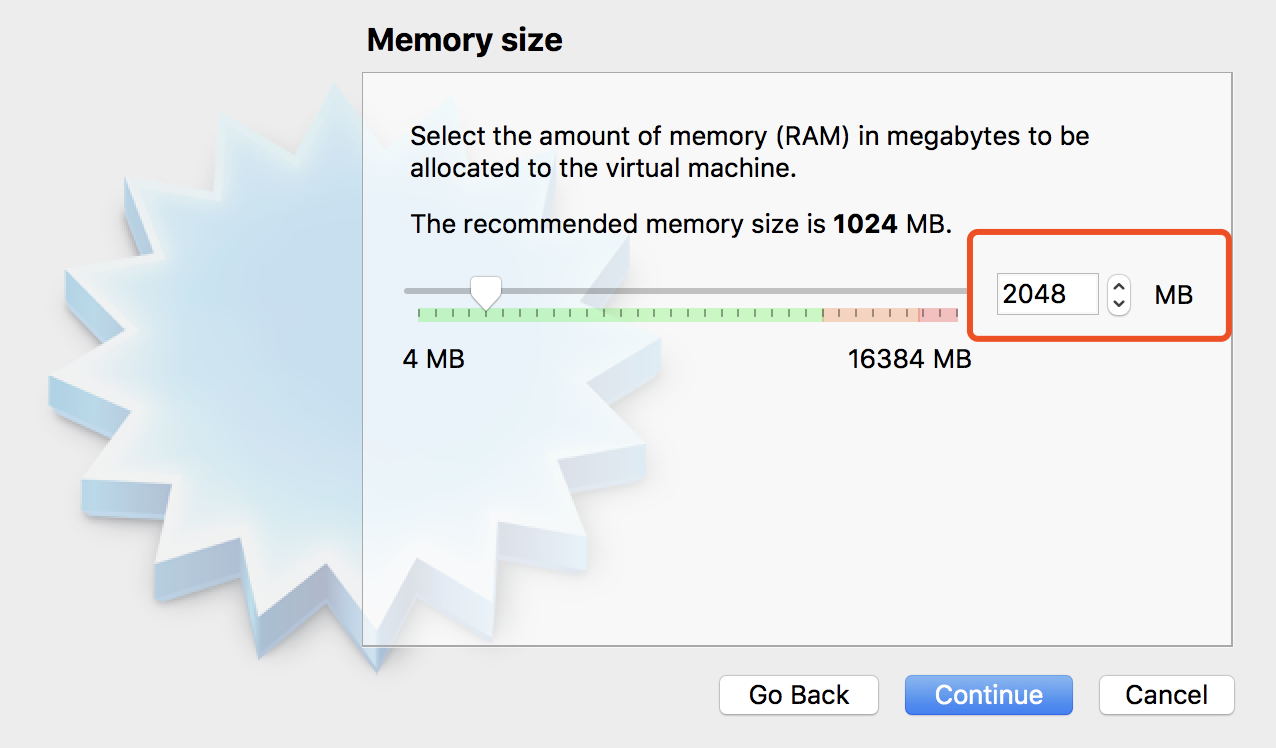 Memory size
Select the amount of memory (RAM) in megabytes to be
allocated to the virtual machine.
The recommended memory size is 1024 MB.
2048 MB
4 MB 16384 MB
Go Back Continue Cancel